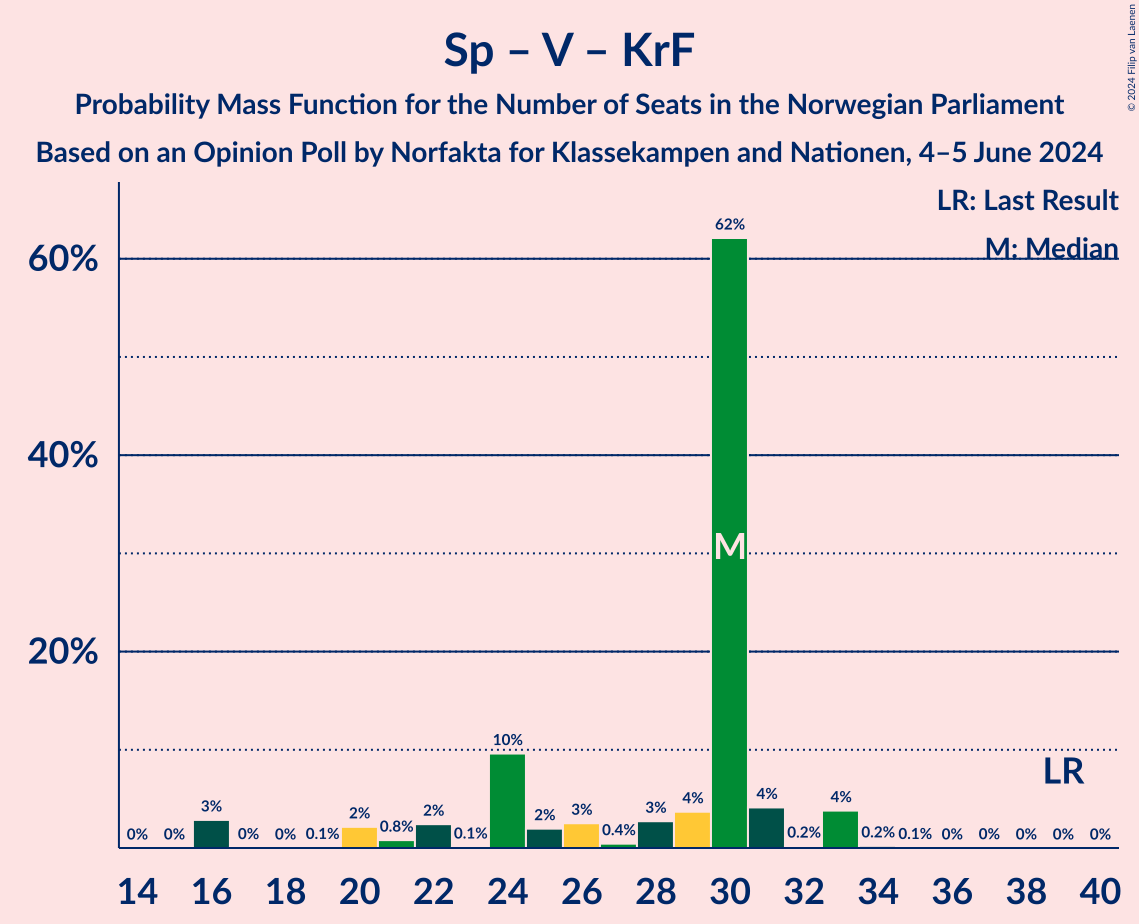 Sp – V – KrF
Probability Mass Function for the Number of Seats in the Norwegian Parliament
Based on an Opinion Poll by Norfakta for Klassekampen and Nationen, 4–5 June 2024
© 2024 Filip van Laenen
LR: Last Result
M: Median
60%
40%
20%
0% 0% 3% 0% 0% 0.1% 2% 0.8% 2% 0.1% 10% 2% 3% 0.4% 3% 4% 62% 4% 0.2% 4% 0.2% 0.1% 0% 0% 0% 0% 0%
M
LR
14 16 18 20 22 24 26 28 30 32 34 36 38 40